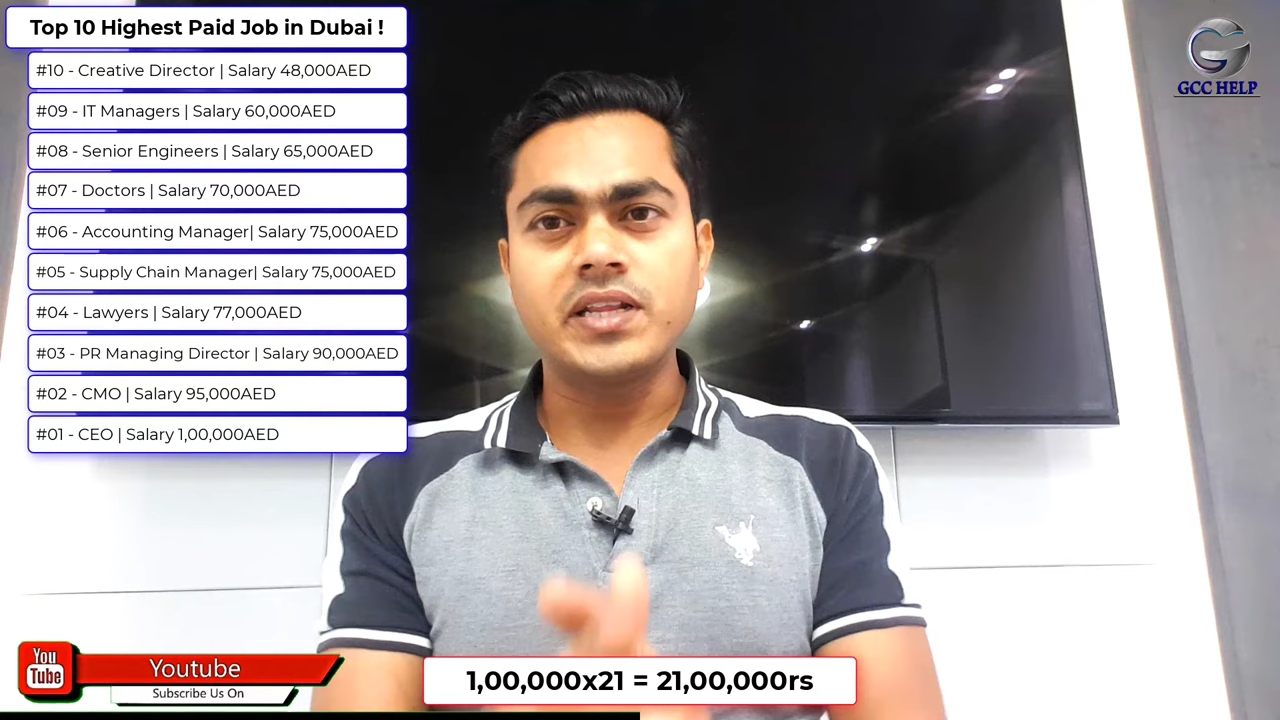 Top 10 Highest Paid Job in Dubai !
#10 - Creative Director | Salary 48,000AED
#09 - IT Managers | Salary 60,000AED
#08 - Senior Engineers | Salary 65,000AED
#07 - Doctors | Salary 70,000AED
#06 - Accounting Manager| Salary 75,000AED
#05 - Supply Chain Manager| Salary 75,000AED
#04 - Lawyers | Salary 77,000AED
#03 - PR Managing Director | Salary 90,000AED
#02 - CMO | Salary 95,000AED
#01 - CEO | Salary 1,00,000AED
GCC HELP
You
Tube
Youtube
Subscribe Us On
1,00,000x21 = 21,00,000rs